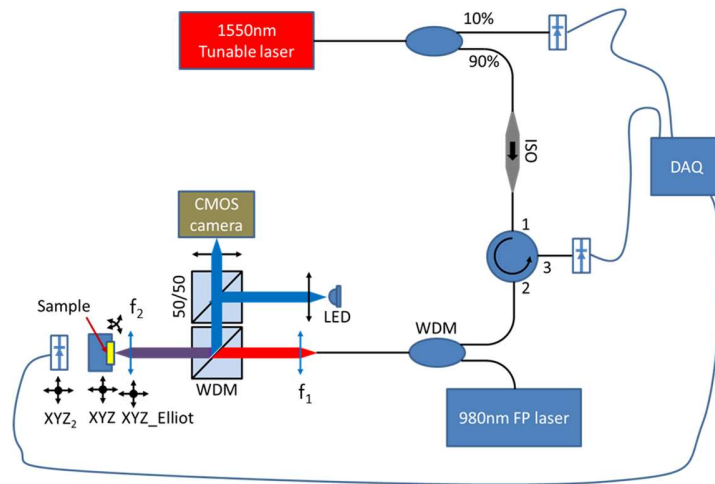 1550nm
Tunable laser
10%
90%
ISO
DAQ
CMOS
camera
1
3
2
50/50
LED
Sample
f2
WDM
f1
WDM
XYZ2
XYZ
XYZ_Elliot
980nm FP laser